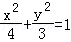 x²/4 + y²/3 = 1